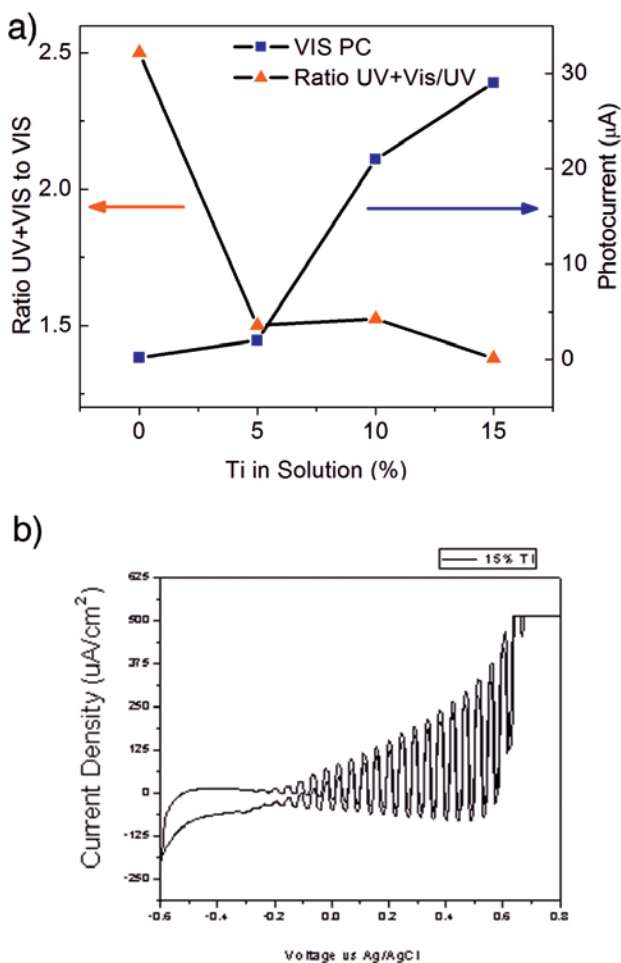 a)
VIS PC
Ratio UV+Vis/UV
2.5
2.0
1.5
Ratio UV+VIS to VIS
30
20
10
0
Photocurrent (μA)
0 5 10 15
Ti in Solution (%)
b)
15% TI
625
500
375
250
125
0
-125
-250
Current Density (uA/cm²)
-0.6 -0.4 -0.2 0.0 0.2 0.4 0.6 0.8
Voltage us Ag/AgCl